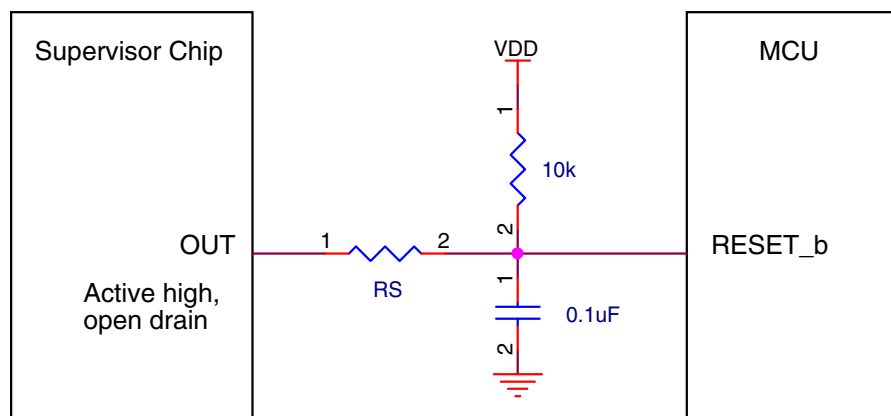 Supervisor Chip
VDD
MCU
1
10k
2
OUT
1
2
RESET_b
Active high,
open drain
RS
1
0.1uF
2